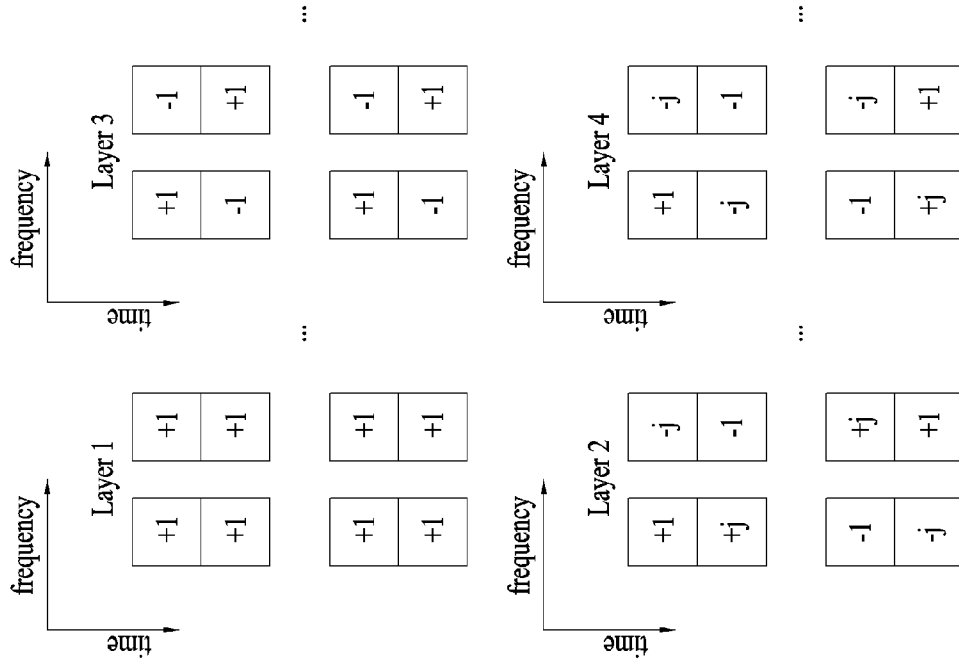 frequency frequency
Layer 1 Layer 3
time time
+1 +1 +1 -1
+1 +1 -1 +1
... ...
+1 +1 +1 -1
+1 +1 -1 +1
frequency frequency
Layer 2 Layer 4
time time
+1 -j +1 -j
+j -1 -j -1
... ...
-1 +j -1 -j
-j +1 +j +1